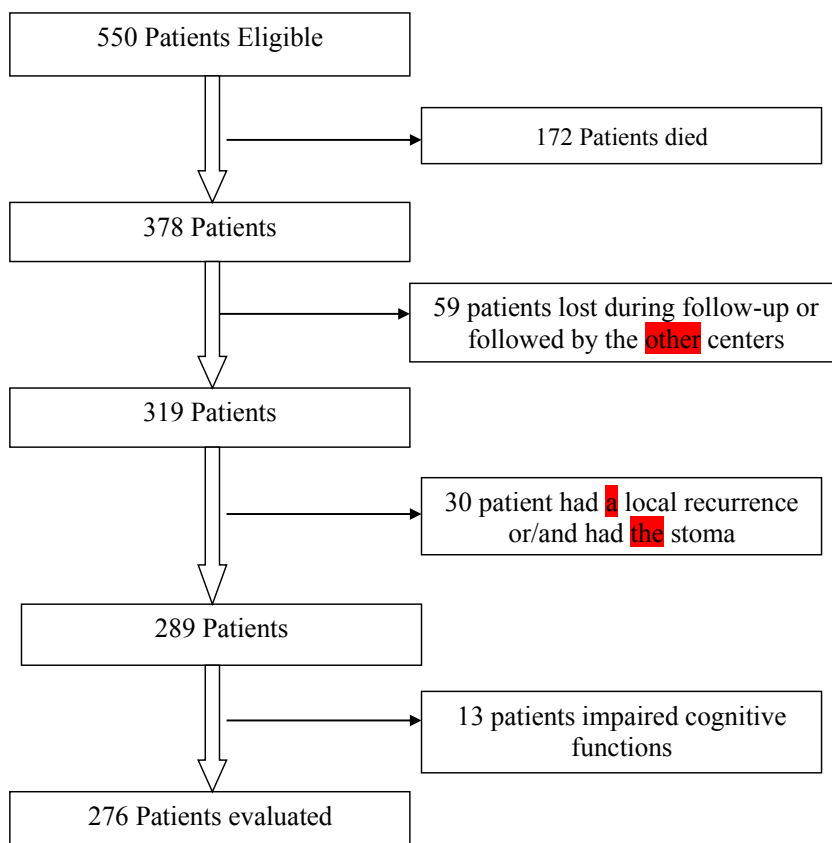 550 Patients Eligible
172 Patients died
378 Patients
59 patients lost during follow-up or
followed by the other centers
319 Patients
30 patient had a local recurrence
or/and had the stoma
289 Patients
13 patients impaired cognitive
functions
276 Patients evaluated